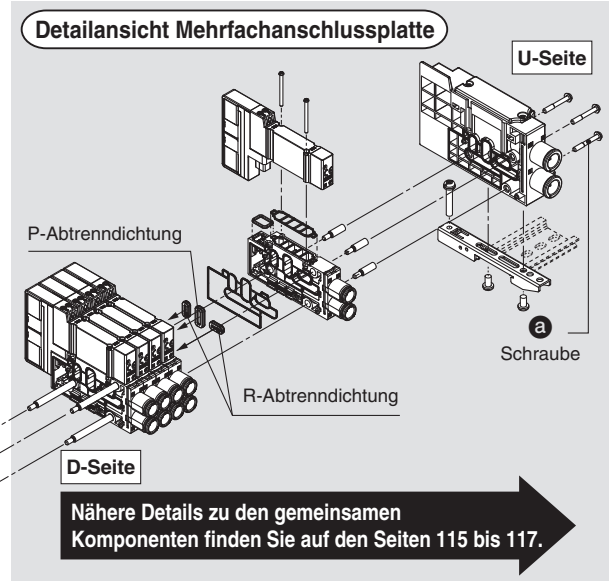 Detailansicht Mehrfachanschlussplatte
U-Seite
P-Abtrenndichtung
a
Schraube
R-Abtrenndichtung
D-Seite
Nähere Details zu den gemeinsamen
Komponenten finden Sie auf den Seiten 115 bis 117.